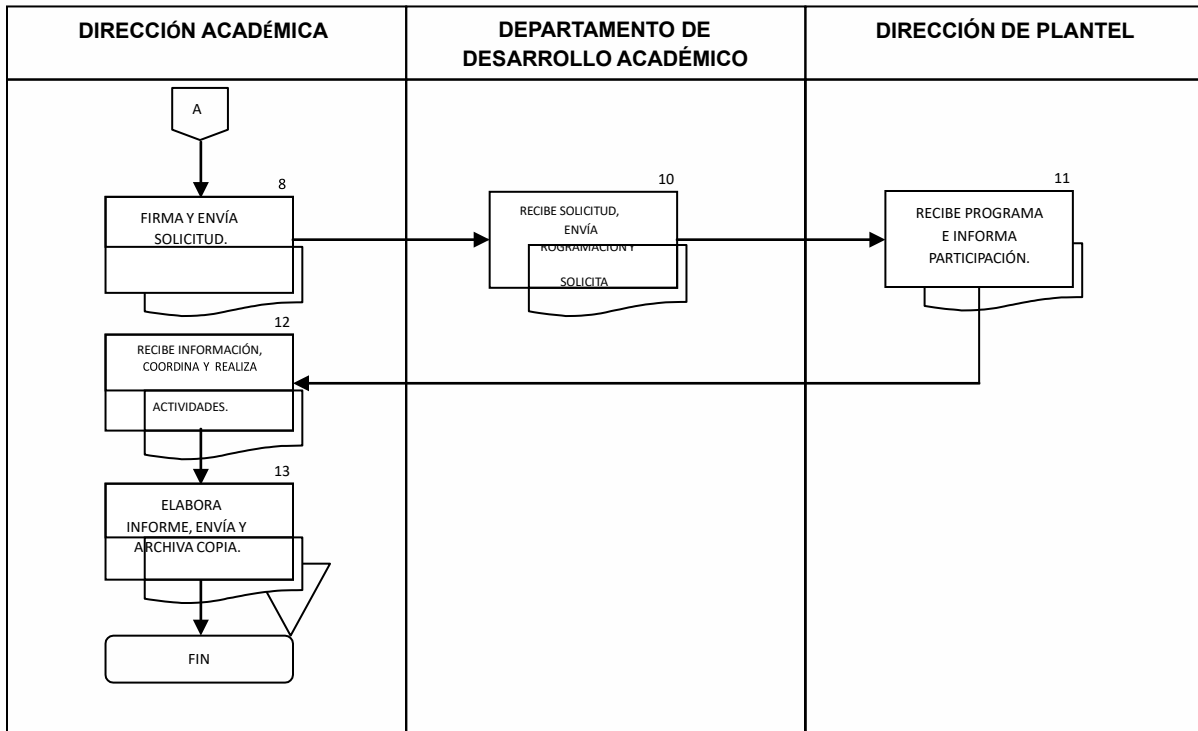 DIRECCIÓN ACADÉMICA
DEPARTAMENTO DE
DESARROLLO ACADÉMICO
DIRECCIÓN DE PLANTEL
A
8
FIRMA Y ENVÍA
SOLICITUD.
10
RECIBE SOLICITUD,
ENVÍA
ROGRAMACIÓN Y
SOLICITA
11
RECIBE PROGRAMA
E INFORMA
PARTICIPACIÓN.
12
RECIBE INFORMACIÓN,
COORDINA Y REALIZA
ACTIVIDADES.
13
ELABORA
INFORME, ENVÍA Y
ARCHIVA COPIA.
FIN